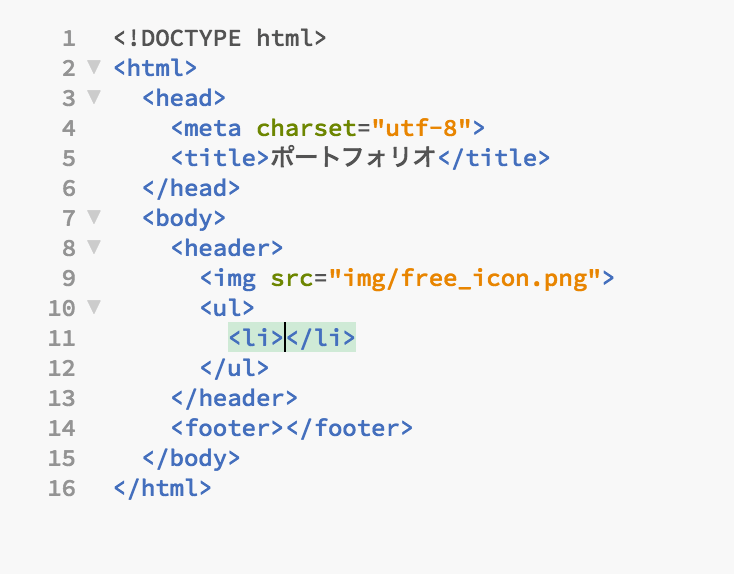 1 <!DOCTYPE html>
2 <html>
3 <head>
4 <meta charset="utf-8">
5 <title>ポートフォリオ</title>
6 </head>
7 <body>
8 <header>
9 <img src="img/free_icon.png">
10 <ul>
11 <li></li>
12 </ul>
13 </header>
14 <footer></footer>
15 </body>
16 </html>